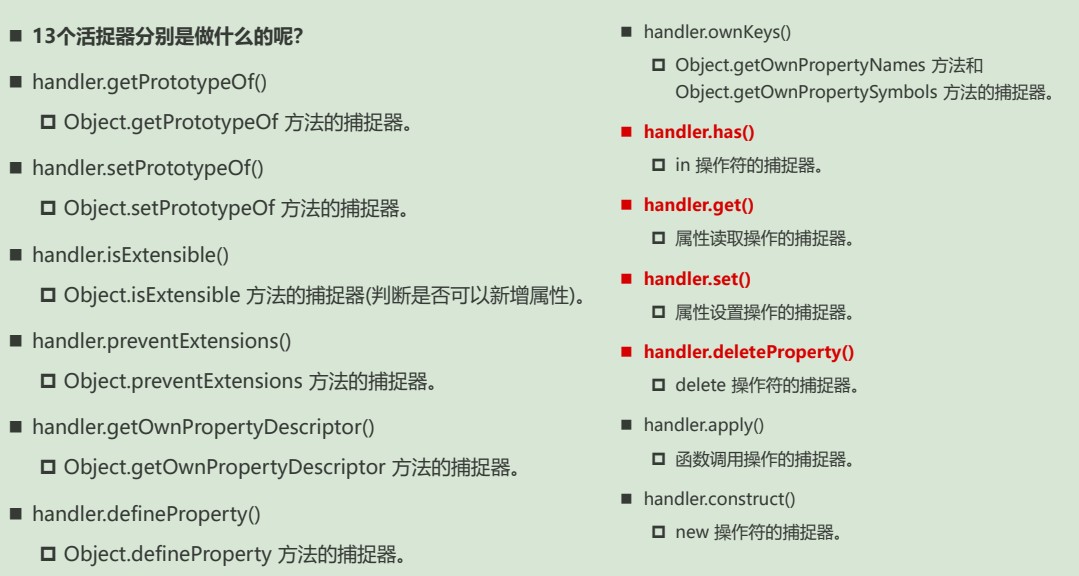 13个活捉器分别是做什么的呢？
handler.getPrototypeOf()
Object.getPrototypeOf 方法的捕捉器。
handler.setPrototypeOf()
Object.setPrototypeOf 方法的捕捉器。
handler.isExtensible()
Object.isExtensible 方法的捕捉器(判断是否可以新增属性)。
handler.preventExtensions()
Object.preventExtensions 方法的捕捉器。
handler.getOwnPropertyDescriptor()
Object.getOwnPropertyDescriptor 方法的捕捉器。
handler.defineProperty()
Object.defineProperty 方法的捕捉器。
handler.ownKeys()
Object.getOwnPropertyNames 方法和
Object.getOwnPropertySymbols 方法的捕捉器。
handler.has()
in 操作符的捕捉器。
handler.get()
属性读取操作的捕捉器。
handler.set()
属性设置操作的捕捉器。
handler.deleteProperty()
delete 操作符的捕捉器。
handler.apply()
函数调用操作的捕捉器。
handler.construct()
new 操作符的捕捉器。